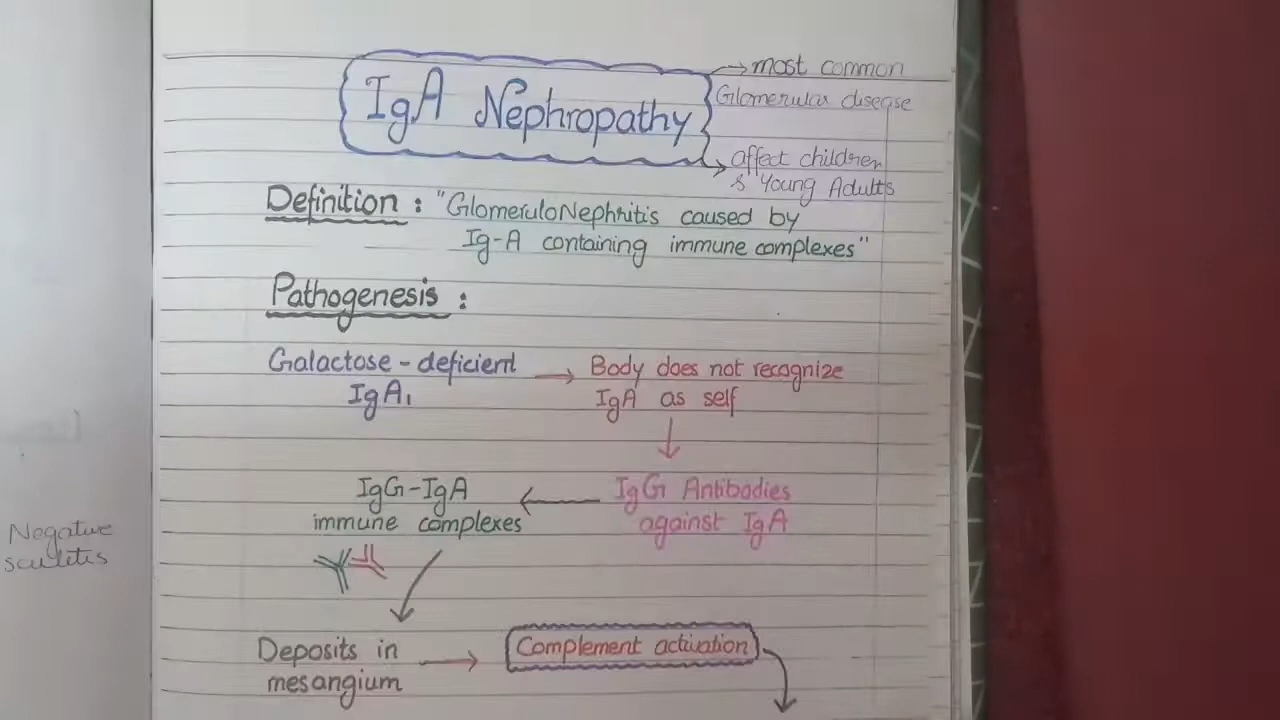 → most common
Glomerular disease
IgA Nephropathy
→ affect children
& Young Adults
Definition : "GlomeruloNephritis caused by
Ig-A containing immune complexes"
Pathogenesis :
Galactose-deficient → Body does not recognize
IgA₁ IgA as self
IgG-IgA ← IgG Antibodies
immune complexes against IgA
Negative
Deposits in → Complement activation
mesangium